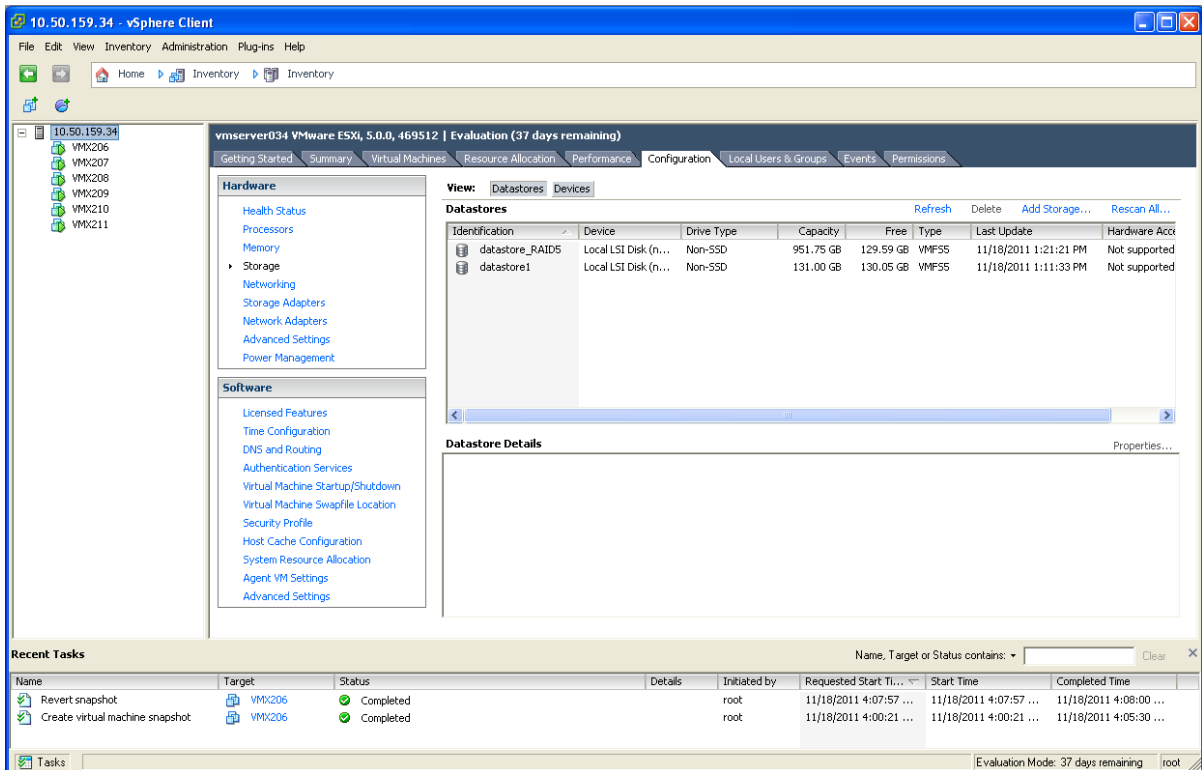 10.50.159.34 - vSphere Client
File Edit View Inventory Administration Plug-ins Help
Home Inventory Inventory
10.50.159.34
VMX206
VMX207
VMX208
VMX209
VMX210
VMX211
vmserver034 VMware ESXi, 5.0.0, 469512 | Evaluation (37 days remaining)
Getting Started Summary Virtual Machines Resource Allocation Performance Configuration Local Users & Groups Events Permissions
Hardware
Health Status
Processors
Memory
Storage
Networking
Storage Adapters
Network Adapters
Advanced Settings
Power Management
Software
Licensed Features
Time Configuration
DNS and Routing
Authentication Services
Virtual Machine Startup/Shutdown
Virtual Machine Swapfile Location
Security Profile
Host Cache Configuration
System Resource Allocation
Agent VM Settings
Advanced Settings
View: Datastores Devices
Datastores Refresh Delete Add Storage... Rescan All...
Identification Device Drive Type Capacity Free Type Last Update Hardware Acce
datastore_RAID5 Local LSI Disk (n... Non-SSD 951.75 GB 129.59 GB VMFS5 11/18/2011 1:21:21 PM Not supported
datastore1 Local LSI Disk (n... Non-SSD 131.00 GB 130.05 GB VMFS5 11/18/2011 1:11:33 PM Not supported
Datastore Details Properties...
Recent Tasks Name, Target or Status contains: Clear
Name Target Status Details Initiated by Requested Start Ti... Start Time Completed Time
Revert snapshot VMX206 Completed root 11/18/2011 4:07:57 ... 11/18/2011 4:07:57 ... 11/18/2011 4:08:00 ...
Create virtual machine snapshot VMX206 Completed root 11/18/2011 4:00:21 ... 11/18/2011 4:00:21 ... 11/18/2011 4:05:30 ...
Tasks Evaluation Mode: 37 days remaining root